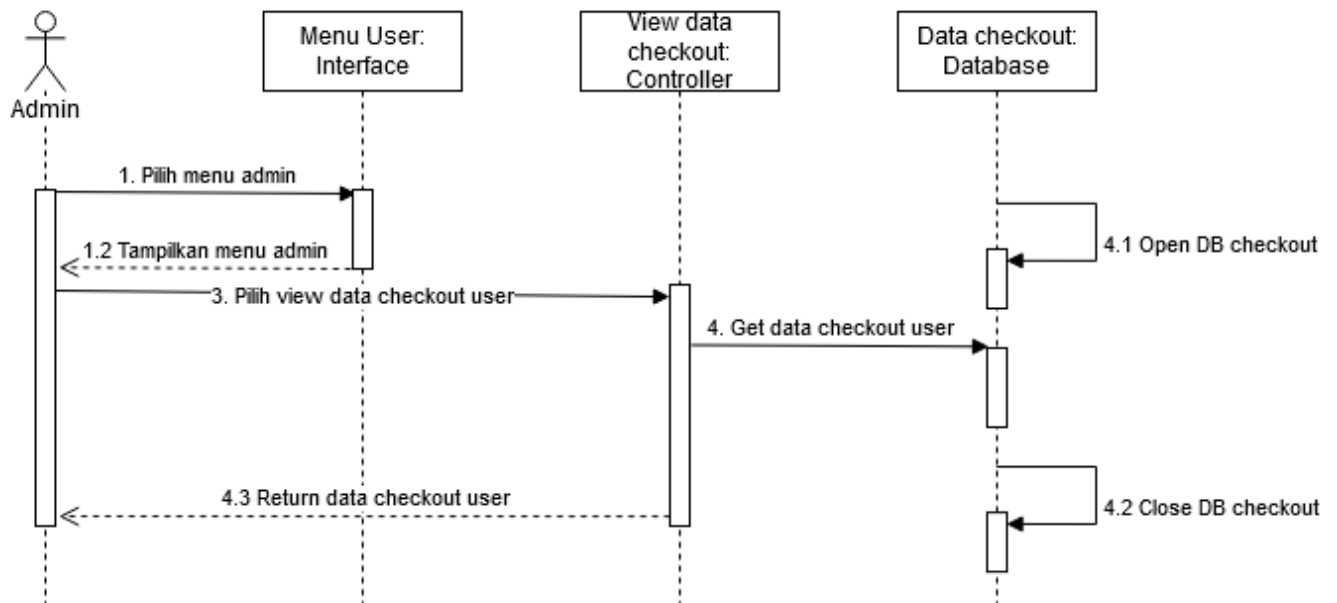 Admin
Menu User:
Interface
View data
checkout:
Controller
Data checkout:
Database
1. Pilih menu admin
1.2 Tampilkan menu admin
4.1 Open DB checkout
3. Pilih view data checkout user
4. Get data checkout user
4.3 Return data checkout user
4.2 Close DB checkout